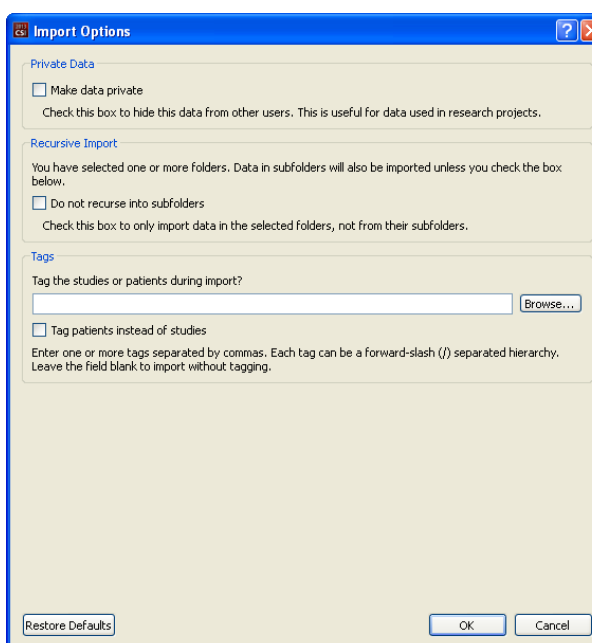 2011
CSI
Import Options
?
Private Data
Make data private
Check this box to hide this data from other users. This is useful for data used in research projects.
Recursive Import
You have selected one or more folders. Data in subfolders will also be imported unless you check the box
below.
Do not recurse into subfolders
Check this box to only import data in the selected folders, not from their subfolders.
Tags
Tag the studies or patients during import?
Browse...
Tag patients instead of studies
Enter one or more tags separated by commas. Each tag can be a forward-slash (/) separated hierarchy.
Leave the field blank to import without tagging.
Restore Defaults
OK
Cancel